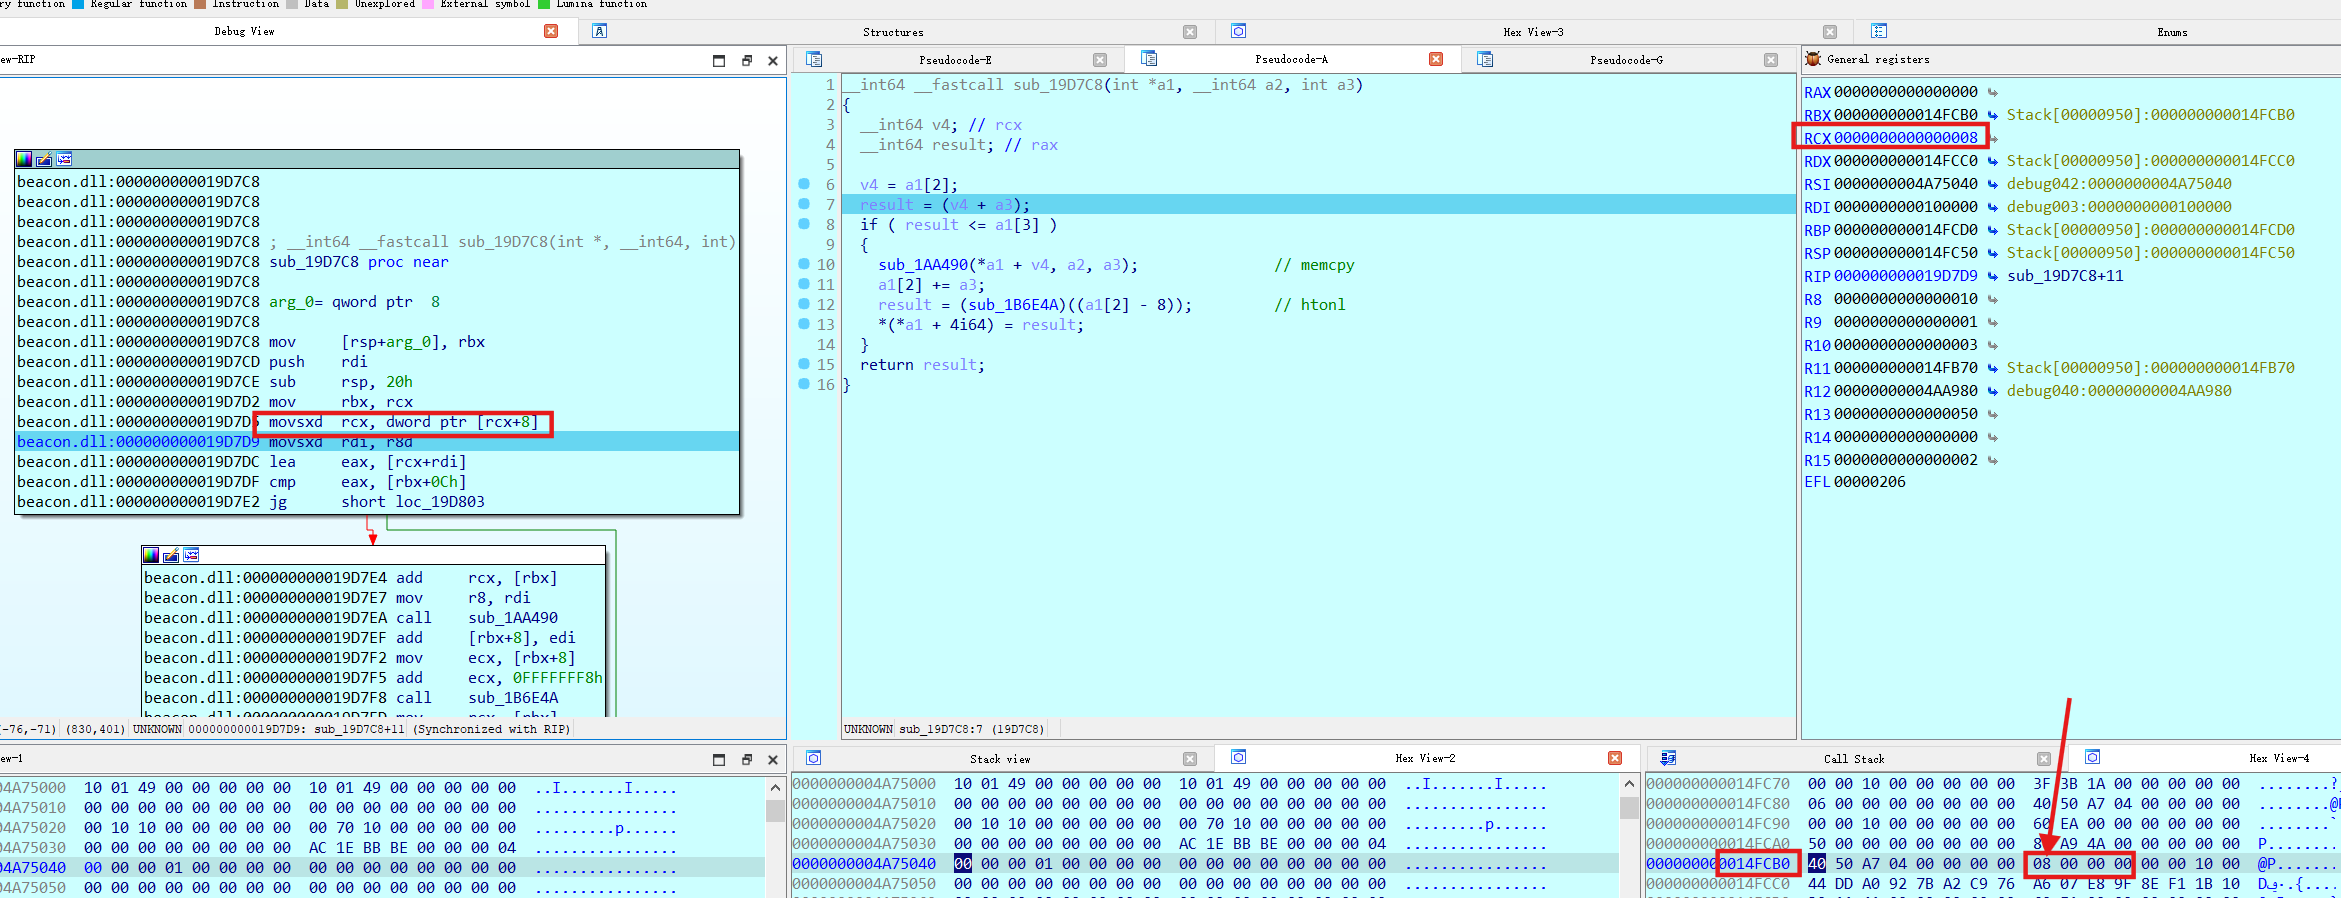 ry function Regular function Instruction Data Unexplored External symbol Lumina function
Debug View Structures Hex View-3 Enums
ew-RIP
Pseudocode-E Pseudocode-A Pseudocode-G
General registers
beacon.dll:000000000019D7C8
beacon.dll:000000000019D7C8
beacon.dll:000000000019D7C8
beacon.dll:000000000019D7C8 ; __int64 __fastcall sub_19D7C8(int *, __int64, int)
beacon.dll:000000000019D7C8 sub_19D7C8 proc near
beacon.dll:000000000019D7C8
beacon.dll:000000000019D7C8 arg_0= qword ptr  8
beacon.dll:000000000019D7C8
beacon.dll:000000000019D7C8 mov     [rsp+arg_0], rbx
beacon.dll:000000000019D7CD push    rdi
beacon.dll:000000000019D7CE sub     rsp, 20h
beacon.dll:000000000019D7D2 mov     rbx, rcx
beacon.dll:000000000019D7D5 movsxd  rcx, dword ptr [rcx+8]
beacon.dll:000000000019D7D9 movsxd  rdi, r8d
beacon.dll:000000000019D7DC lea     eax, [rcx+rdi]
beacon.dll:000000000019D7DF cmp     eax, [rbx+0Ch]
beacon.dll:000000000019D7E2 jg      short loc_19D803
beacon.dll:000000000019D7E4 add     rcx, [rbx]
beacon.dll:000000000019D7E7 mov     r8, rdi
beacon.dll:000000000019D7EA call    sub_1AA490
beacon.dll:000000000019D7EF add     [rbx+8], edi
beacon.dll:000000000019D7F2 mov     ecx, [rbx+8]
beacon.dll:000000000019D7F5 add     ecx, 0FFFFFFF8h
beacon.dll:000000000019D7F8 call    sub_1B6E4A
(-76,-71) (830,401) UNKNOWN 000000000019D7D9: sub_19D7C8+11 (Synchronized with RIP)
1 __int64 __fastcall sub_19D7C8(int *a1, __int64 a2, int a3)
2 {
3   __int64 v4; // rcx
4   __int64 result; // rax
5
6   v4 = a1[2];
7   result = (v4 + a3);
8   if ( result <= a1[3] )
9   {
10     sub_1AA490(*a1 + v4, a2, a3);               // memcpy
11     a1[2] += a3;
12     result = (sub_1B6E4A)((a1[2] - 8));         // htonl
13     *(*a1 + 4i64) = result;
14   }
15   return result;
16 }
UNKNOWN sub_19D7C8:7 (19D7C8)
RAX 0000000000000000
RBX 000000000014FCB0 Stack[00000950]:000000000014FCB0
RCX 0000000000000008
RDX 000000000014FCC0 Stack[00000950]:000000000014FCC0
RSI 0000000004A75040 debug042:0000000004A75040
RDI 0000000000100000 debug003:0000000000100000
RBP 000000000014FCD0 Stack[00000950]:000000000014FCD0
RSP 000000000014FC50 Stack[00000950]:000000000014FC50
RIP 000000000019D7D9 sub_19D7C8+11
R8 0000000000000010
R9 0000000000000001
R10 0000000000000003
R11 000000000014FB70 Stack[00000950]:000000000014FB70
R12 00000000004AA980 debug040:00000000004AA980
R13 0000000000000050
R14 0000000000000000
R15 0000000000000002
EFL 00000206
ew-1
04A75000 10 01 49 00 00 00 00 00 10 01 49 00 00 00 00 00 ..I.......I.....
04A75010 00 00 00 00 00 00 00 00 00 00 00 00 00 00 00 00 ................
04A75020 00 10 10 00 00 00 00 00 00 70 10 00 00 00 00 00 .........p......
04A75030 00 00 00 00 00 00 00 00 AC 1E BB BE 00 00 00 04 ................
04A75040 00 00 00 01 00 00 00 00 00 00 00 00 00 00 00 00 ................
04A75050 00 00 00 00 00 00 00 00 00 00 00 00 00 00 00 00 ................
Stack view Hex View-2
0000000004A75000 10 01 49 00 00 00 00 00 10 01 49 00 00 00 00 00 ..I.......I.....
0000000004A75010 00 00 00 00 00 00 00 00 00 00 00 00 00 00 00 00 ................
0000000004A75020 00 10 10 00 00 00 00 00 00 70 10 00 00 00 00 00 .........p......
0000000004A75030 00 00 00 00 00 00 00 00 AC 1E BB BE 00 00 00 04 ................
0000000004A75040 00 00 00 01 00 00 00 00 00 00 00 00 00 00 00 00 ................
0000000004A75050 00 00 00 00 00 00 00 00 00 00 00 00 00 00 00 00 ................
Call Stack Hex View-4
000000000014FC70 00 00 10 00 00 00 00 00 3F 3B 1A 00 00 00 00 00 ........?
000000000014FC80 06 00 00 00 00 00 00 00 40 50 A7 04 00 00 00 00 ........@P
000000000014FC90 00 00 10 00 00 00 00 00 60 EA 00 00 00 00 00 00 ........`
000000000014FCA0 50 00 00 00 00 00 00 00 A9 4A 00 00 00 00 00 P.......
000000000014FCB0 40 50 A7 04 00 00 00 00 08 00 00 00 00 00 10 00 @P......
000000000014FCC0 44 DD A0 92 7B A2 C9 76 A6 07 E8 9F 8E F1 1B 10